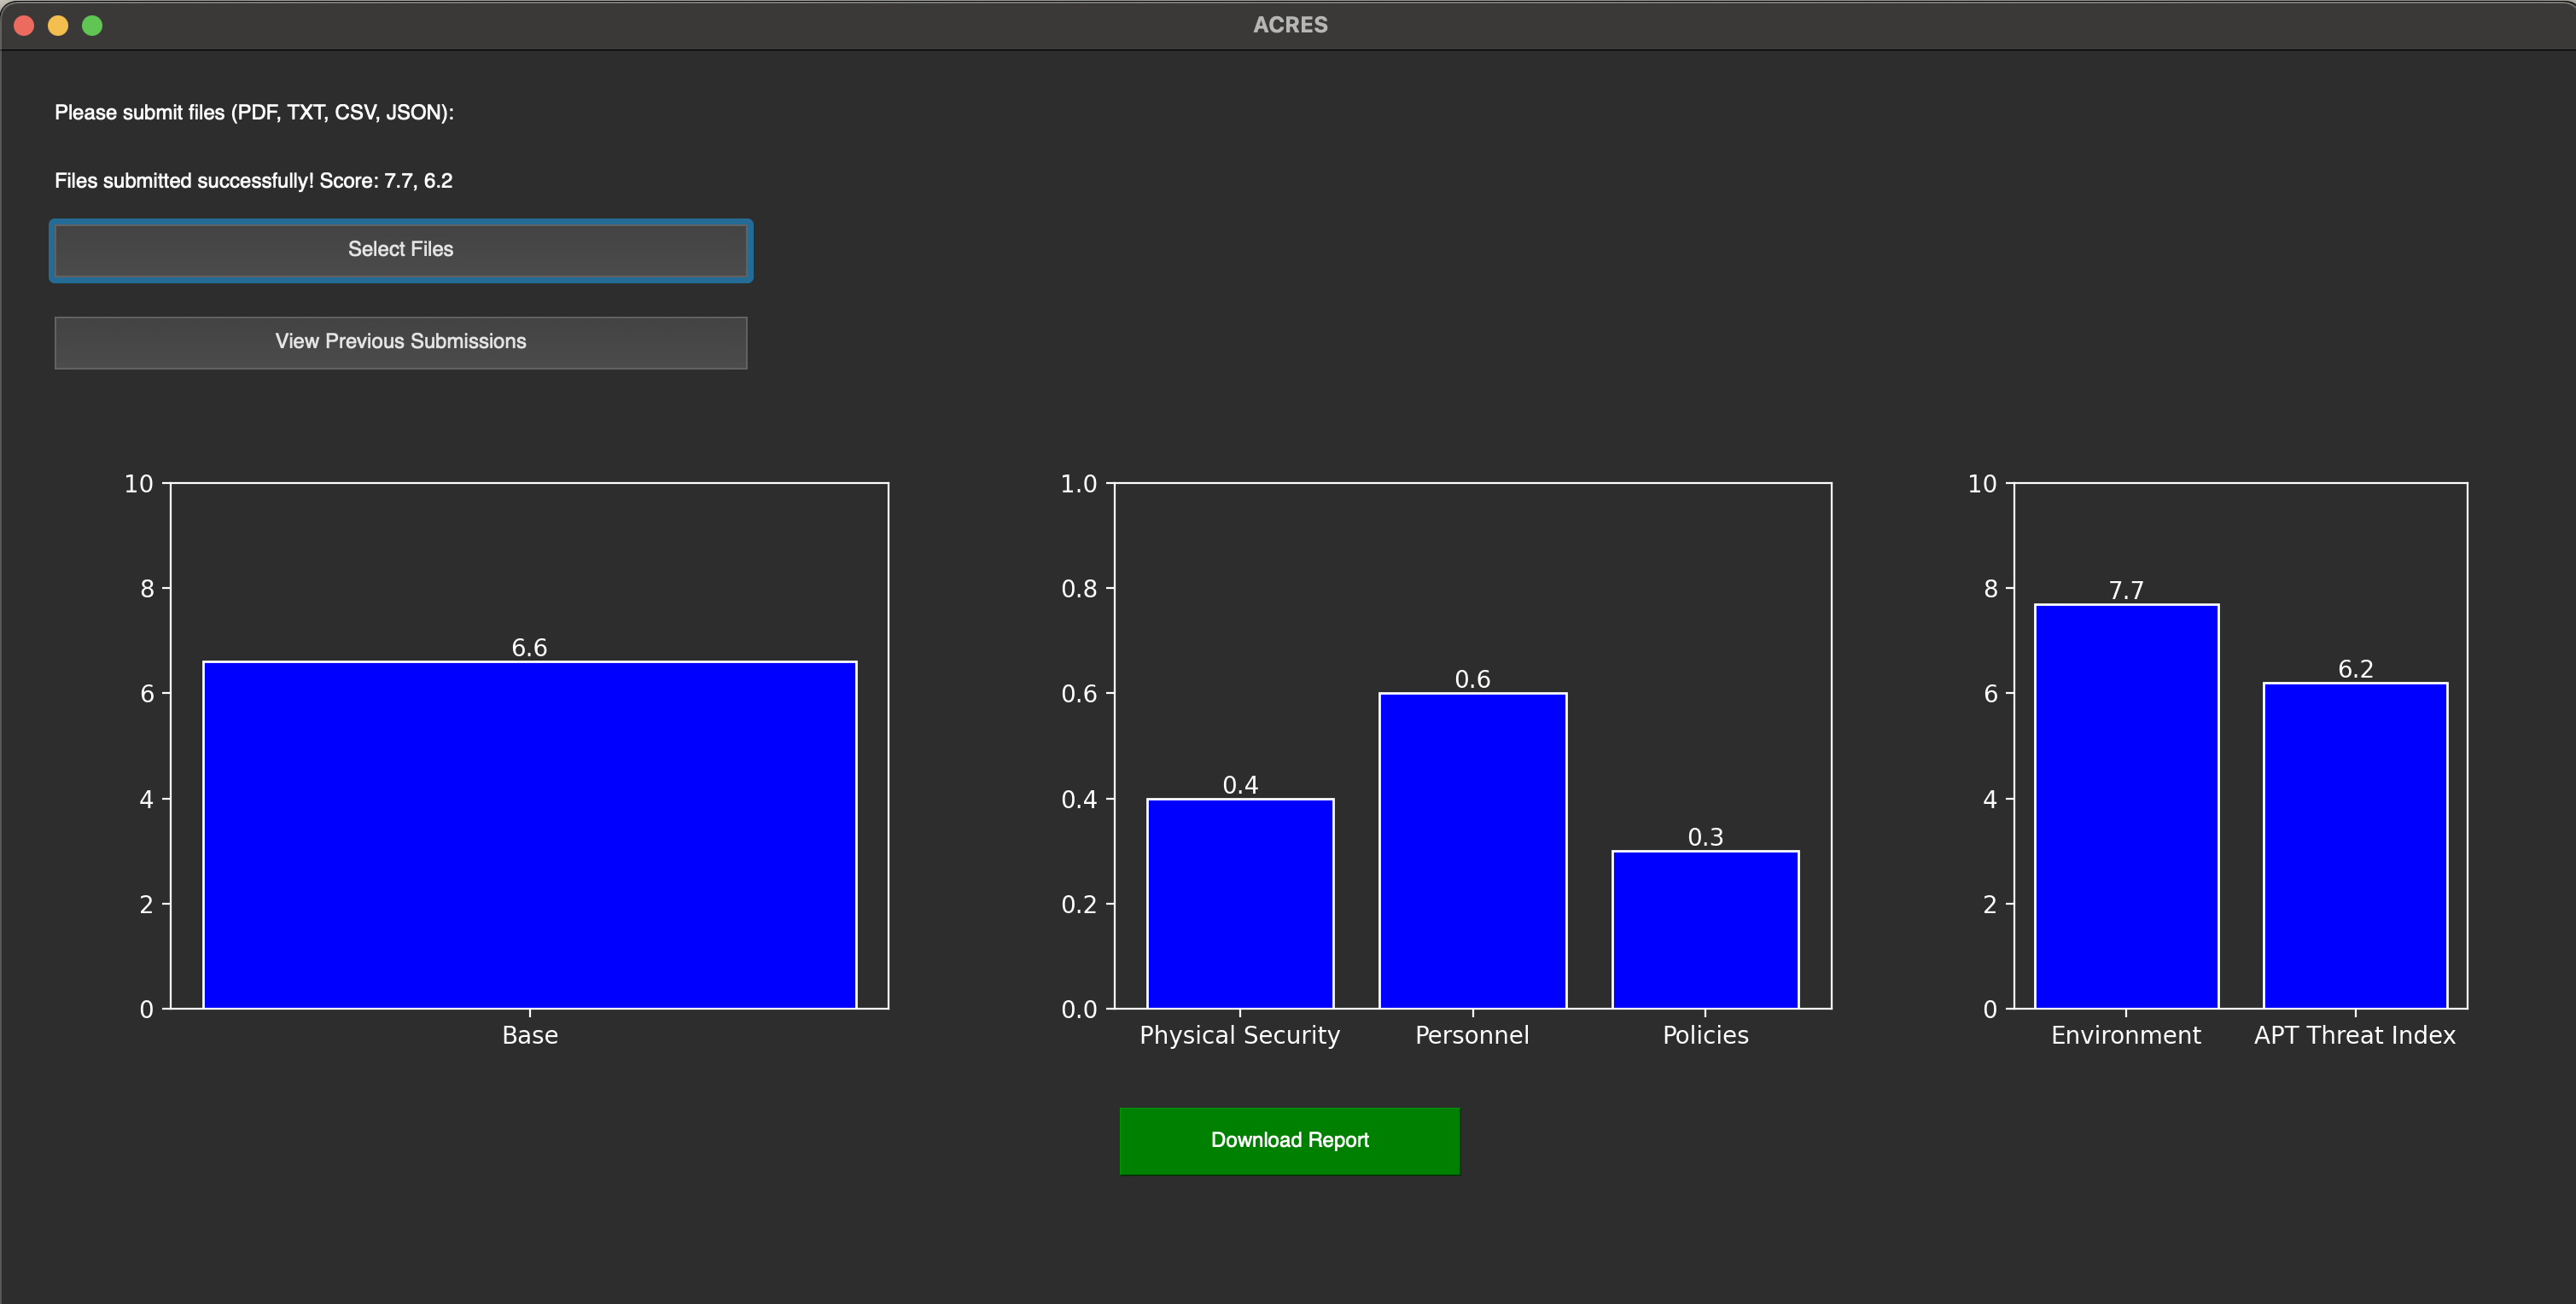 ACRES
Please submit files (PDF, TXT, CSV, JSON):
Files submitted successfully! Score: 7.7, 6.2
Select Files
View Previous Submissions
10
8
6
4
2
0
6.6
Base
1.0
0.8
0.6
0.4
0.2
0.0
0.4
0.6
0.3
Physical Security
Personnel
Policies
10
8
6
4
2
0
7.7
6.2
Environment
APT Threat Index
Download Report